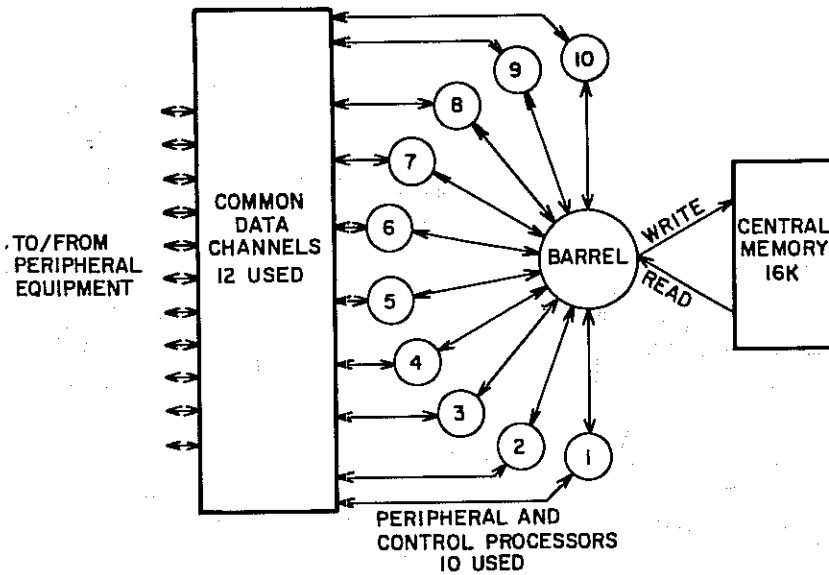 10
9
8
7
6
5
4
3
2
1
COMMON
DATA
CHANNELS
12 USED
TO/FROM
PERIPHERAL
EQUIPMENT
BARREL
WRITE
READ
CENTRAL
MEMORY
16K
PERIPHERAL AND
CONTROL PROCESSORS
10 USED